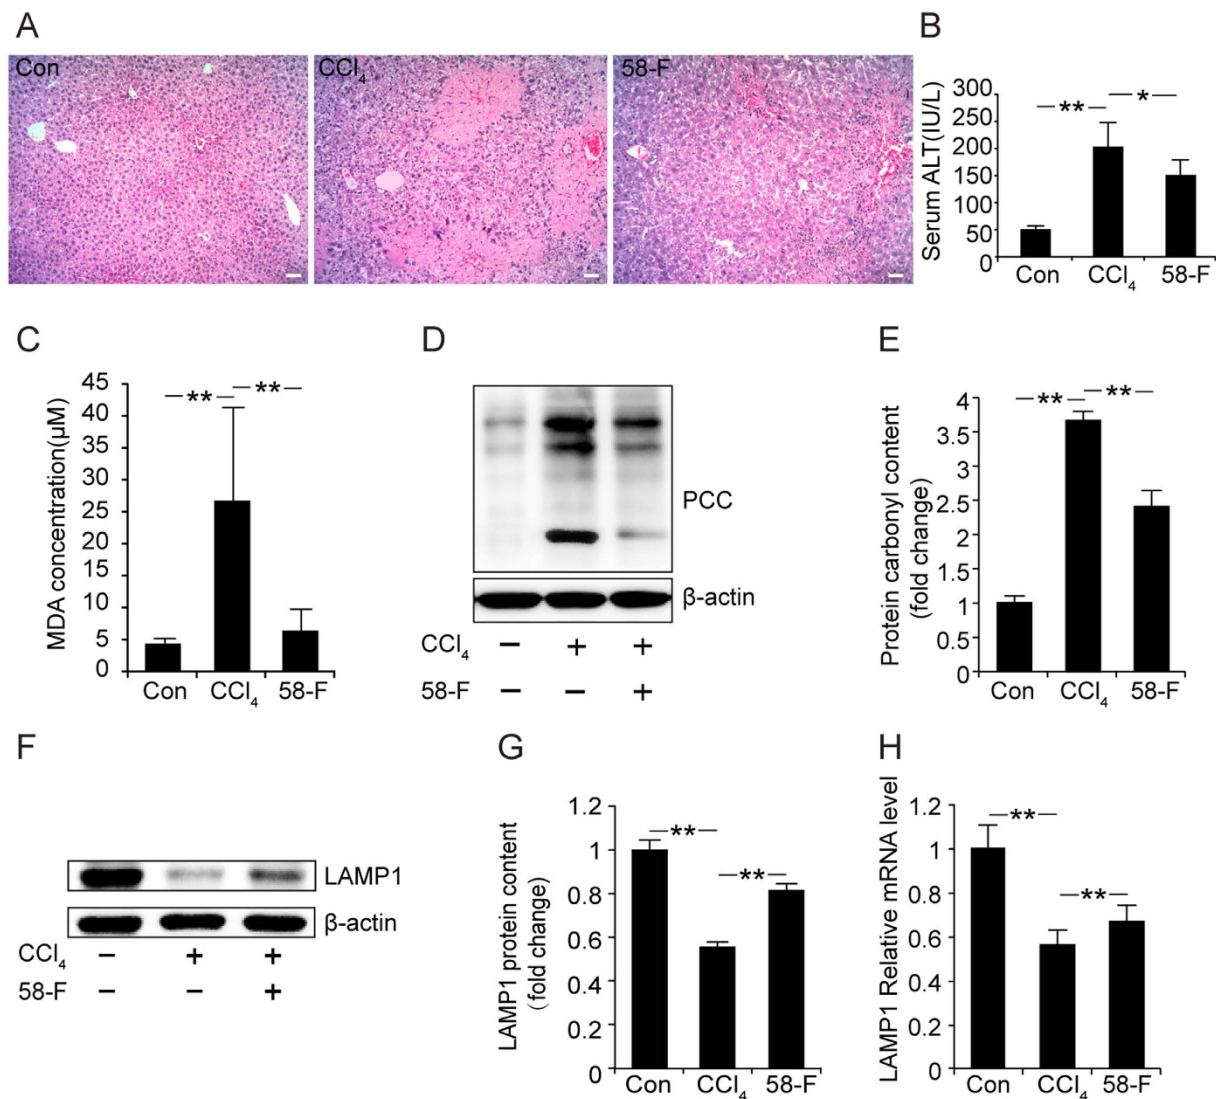 A
Con
CCl4
58-F
B
Serum ALT(IU/L)
300
250
200
150
100
50
0
**
*
Con
CCl4
58-F
C
MDA concentration(μM)
45
40
35
30
25
20
15
10
5
0
**
**
Con
CCl4
58-F
D
PCC
β-actin
CCl4 − + +
58-F − − +
E
Protein carbonyl content
(fold change)
4
3.5
3
2.5
2
1.5
1
0.5
0
**
**
Con
CCl4
58-F
F
LAMP1
β-actin
CCl4 − + +
58-F − − +
G
LAMP1 protein content
(fold change)
1.2
1
0.8
0.6
0.4
0.2
0
**
**
Con
CCl4
58-F
H
LAMP1 Relative mRNA level
1.2
1
0.8
0.6
0.4
0.2
0
**
**
Con
CCl4
58-F